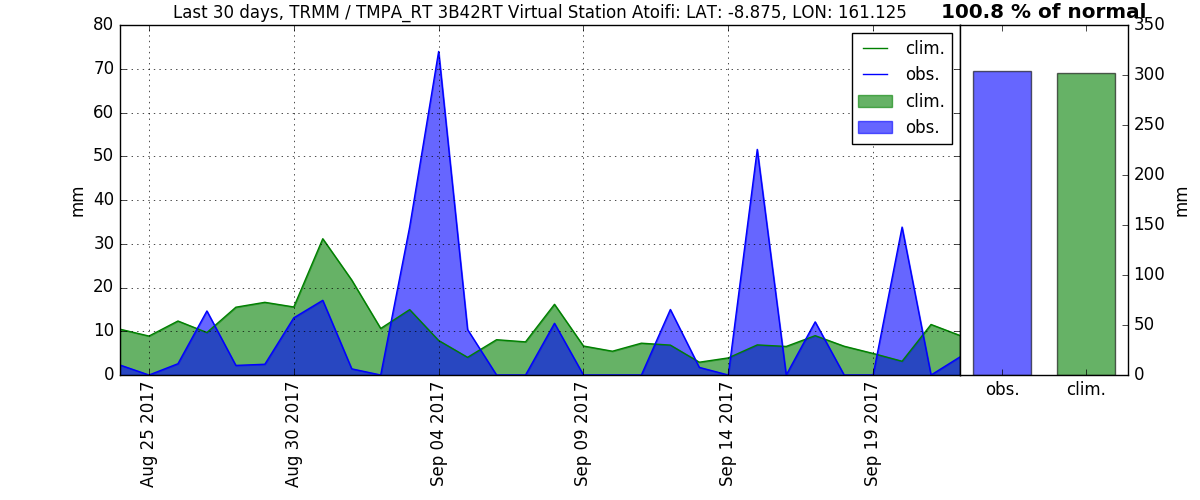 Last 30 days, TRMM / TMPA_RT 3B42RT Virtual Station Atoifi: LAT: -8.875, LON: 161.125
100.8 % of normal
80
70
60
50
40
30
20
10
0
mm
clim.
obs.
clim.
obs.
350
300
250
200
150
100
50
0
mm
obs.
clim.
Aug 25 2017
Aug 30 2017
Sep 04 2017
Sep 09 2017
Sep 14 2017
Sep 19 2017